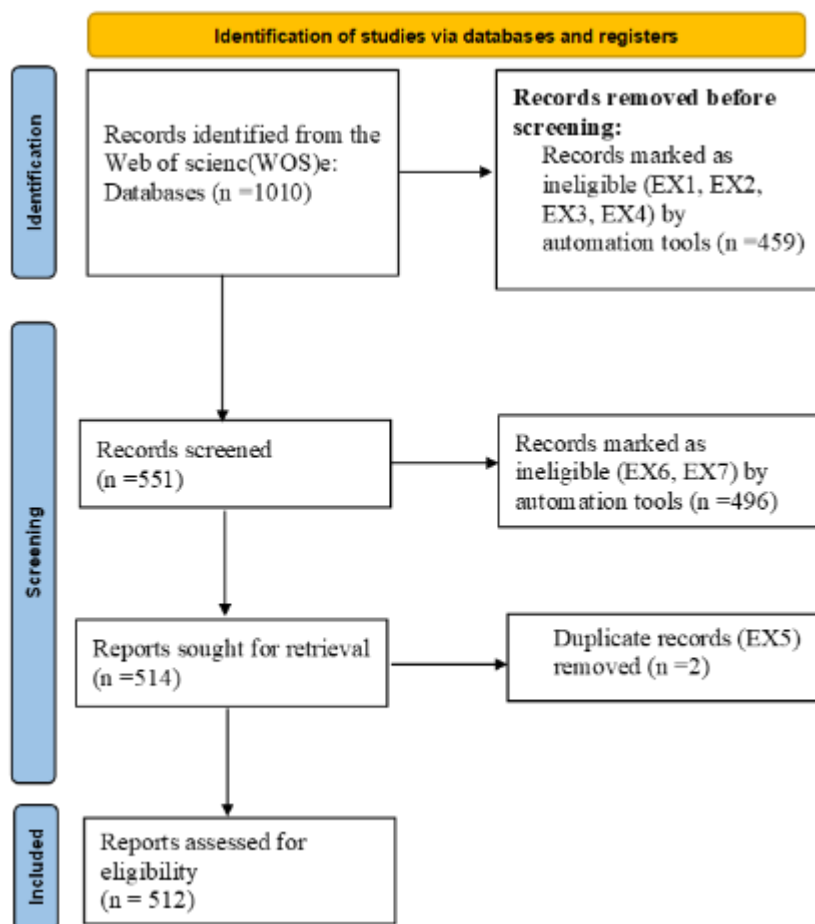 Identification of studies via databases and registers
Identification
Records identified from the
Web of scienc(WOS)e:
Databases (n =1010)
Records removed before
screening:
Records marked as
ineligible (EX1, EX2,
EX3, EX4) by
automation tools (n =459)
Screening
Records screened
(n =551)
Records marked as
ineligible (EX6, EX7) by
automation tools (n =496)
Reports sought for retrieval
(n =514)
Duplicate records (EX5)
removed (n =2)
Included
Reports assessed for
eligibility
(n = 512)